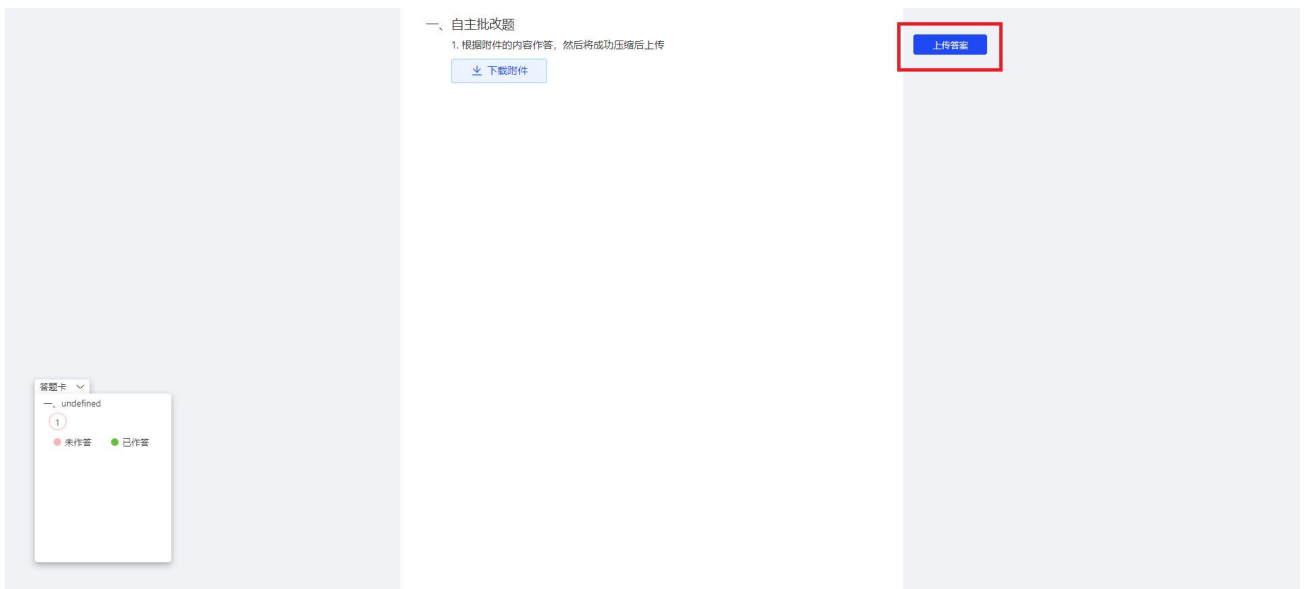 一、自主批改题
1. 根据附件的内容作答，然后将成功压缩后上传
下载附件
上传答案
答题卡
一、undefined
1
未作答 已作答